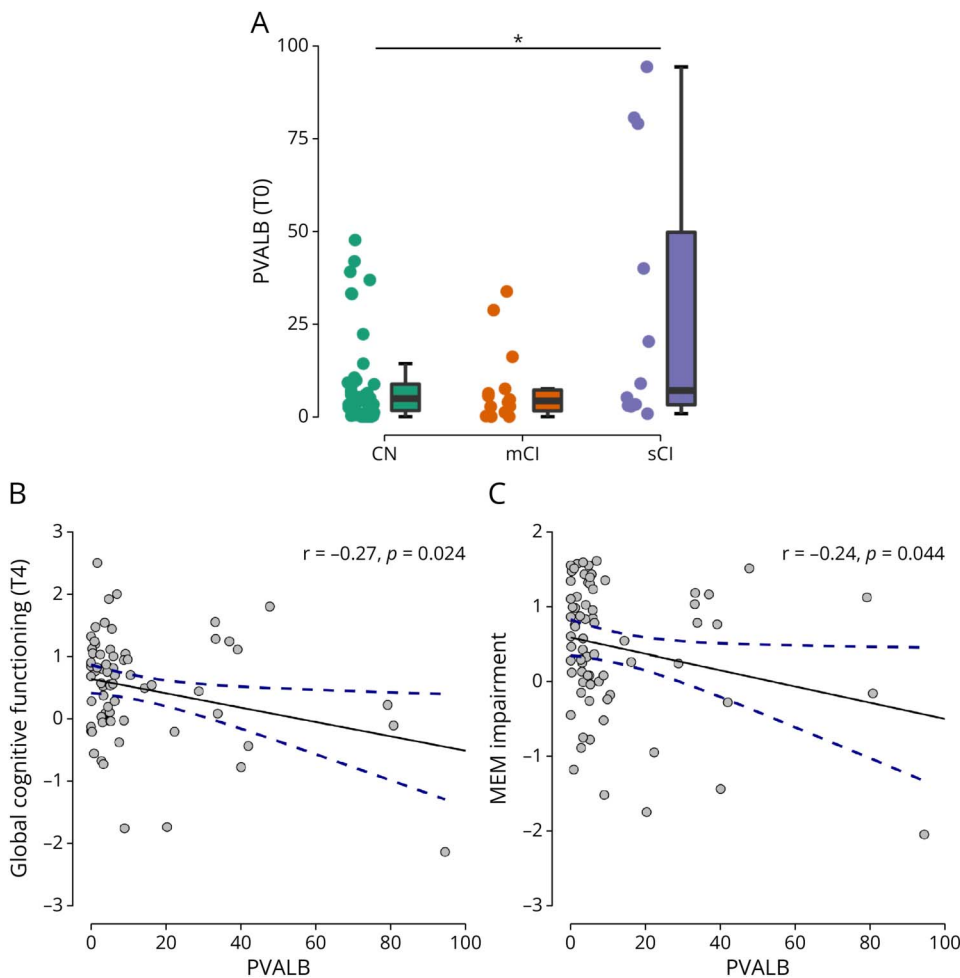 A
*
PVALB (T0)
100
75
50
25
0
CN mCI sCI
B
Global cognitive functioning (T4)
r = –0.27, p = 0.024
3
2
1
0
–1
–2
–3
0 20 40 60 80 100
PVALB
C
MEM impairment
r = –0.24, p = 0.044
2
1
0
–1
–2
–3
0 20 40 60 80 100
PVALB